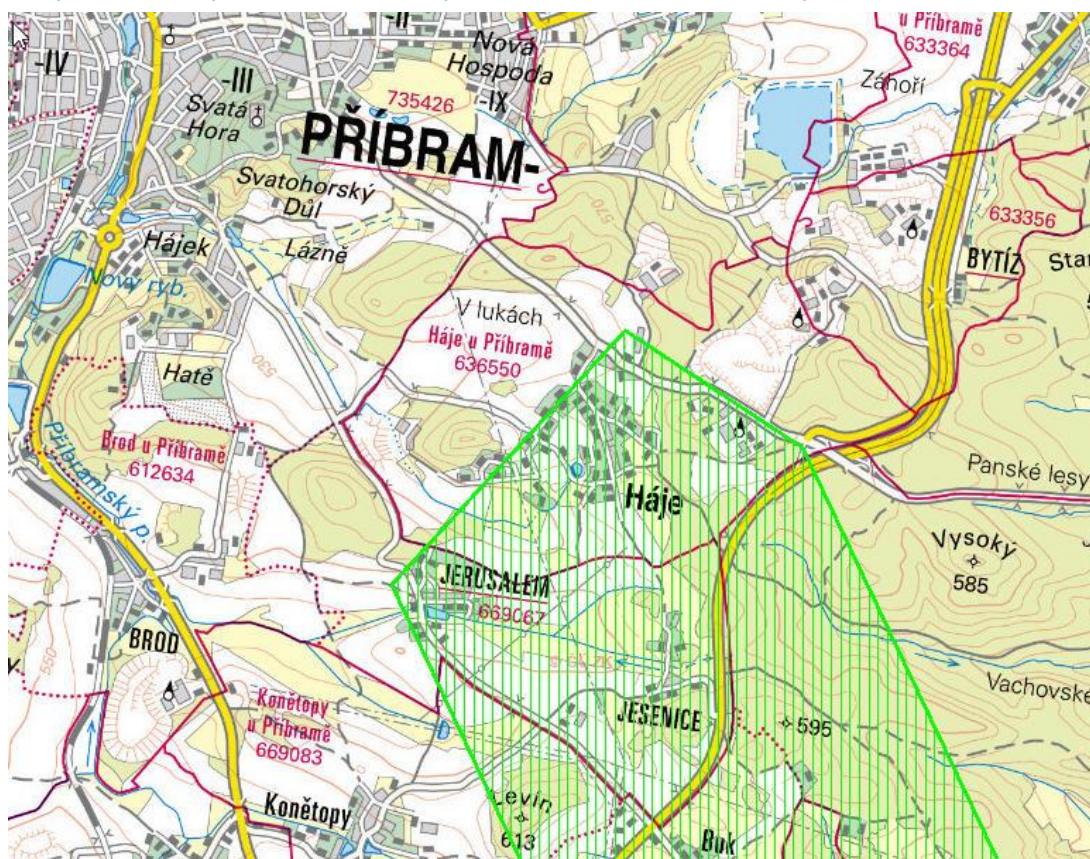 -II
u Příbramě
633364
Nová
Hospoda
-IX
-IV
-III
Svatá
Hora
735426
Záhoří
PŘÍBRAM-
Svatohorský
Důl
570
633356
Lázně
Hájek
BYTÍZ
Star
Nový ryb.
V lukách
Háje u Příbramě
636550
530
Hatě
Brod u Příbramě
612634
Příbramský p.
Panské lesy
Háje
Vysoký
585
JERUSALEM
669067
BROD
550
Vachovské
Konětopy
u Příbramě
669083
JESENICE
595
Konětopy
Levín
613
Buk